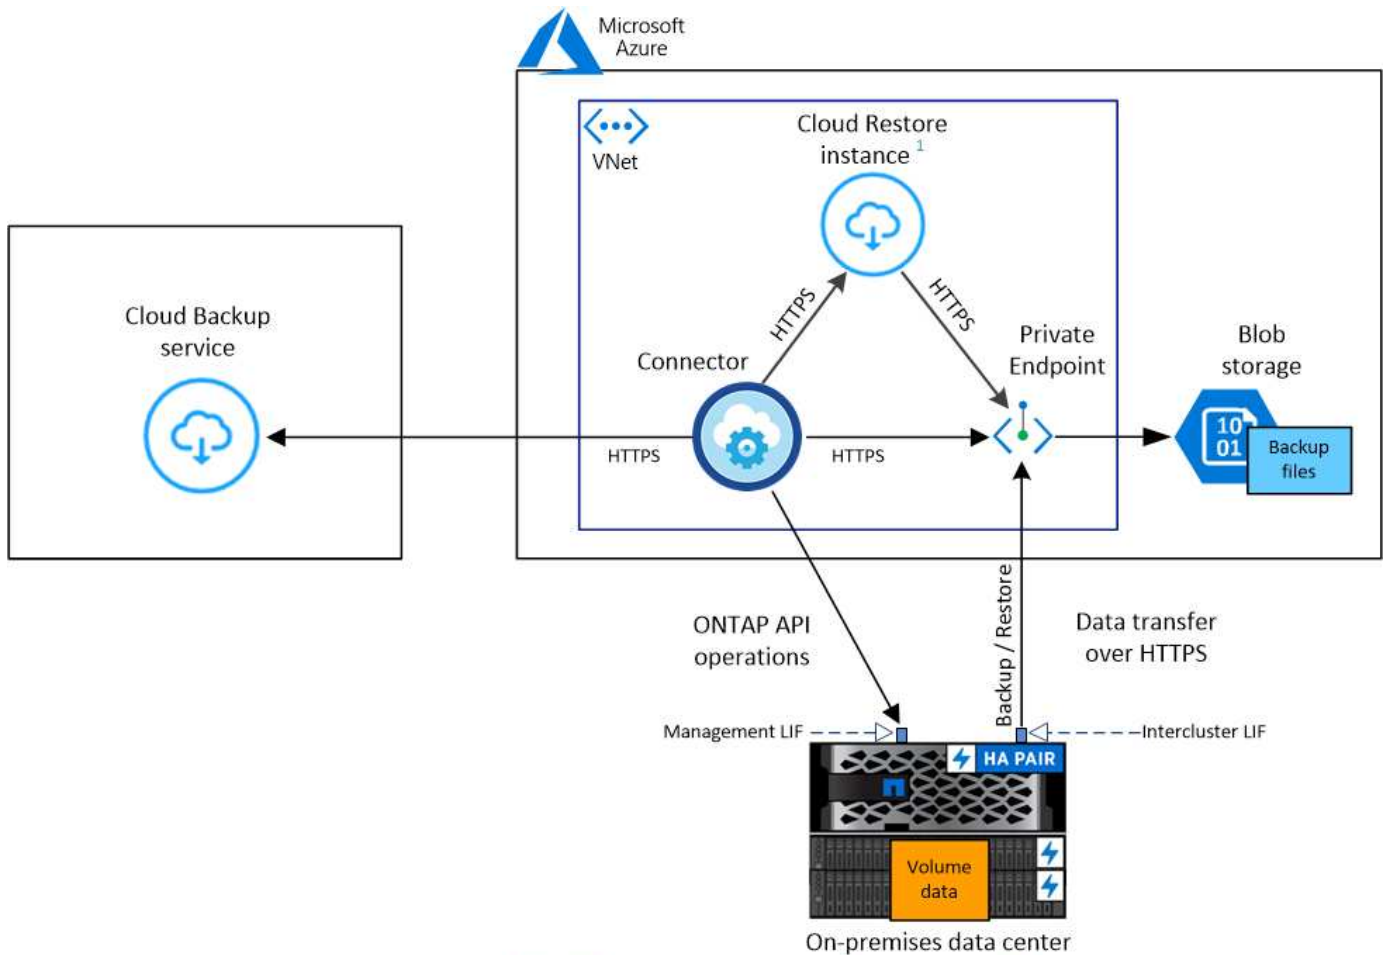 Microsoft
Azure
VNet
Cloud Restore
instance 1
HTTPS
HTTPS
Cloud Backup
service
Connector
Private
Endpoint
Blob
storage
10
01
Backup
files
HTTPS
HTTPS
ONTAP API
operations
Backup / Restore
Data transfer
over HTTPS
Management LIF
Intercluster LIF
HA PAIR
Volume
data
On-premises data center